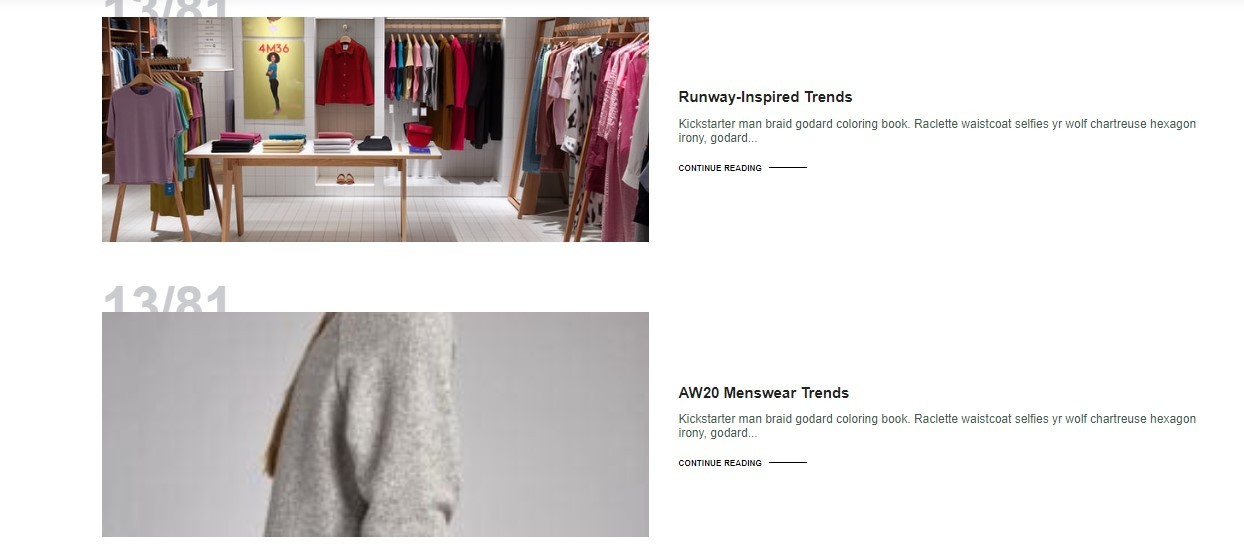 13/81
4M36
Runway-Inspired Trends
Kickstarter man braid godard coloring book. Raclette waistcoat selfies yr wolf chartreuse hexagon
irony, godard...
CONTINUE READING
13/81
AW20 Menswear Trends
Kickstarter man braid godard coloring book. Raclette waistcoat selfies yr wolf chartreuse hexagon
irony, godard...
CONTINUE READING